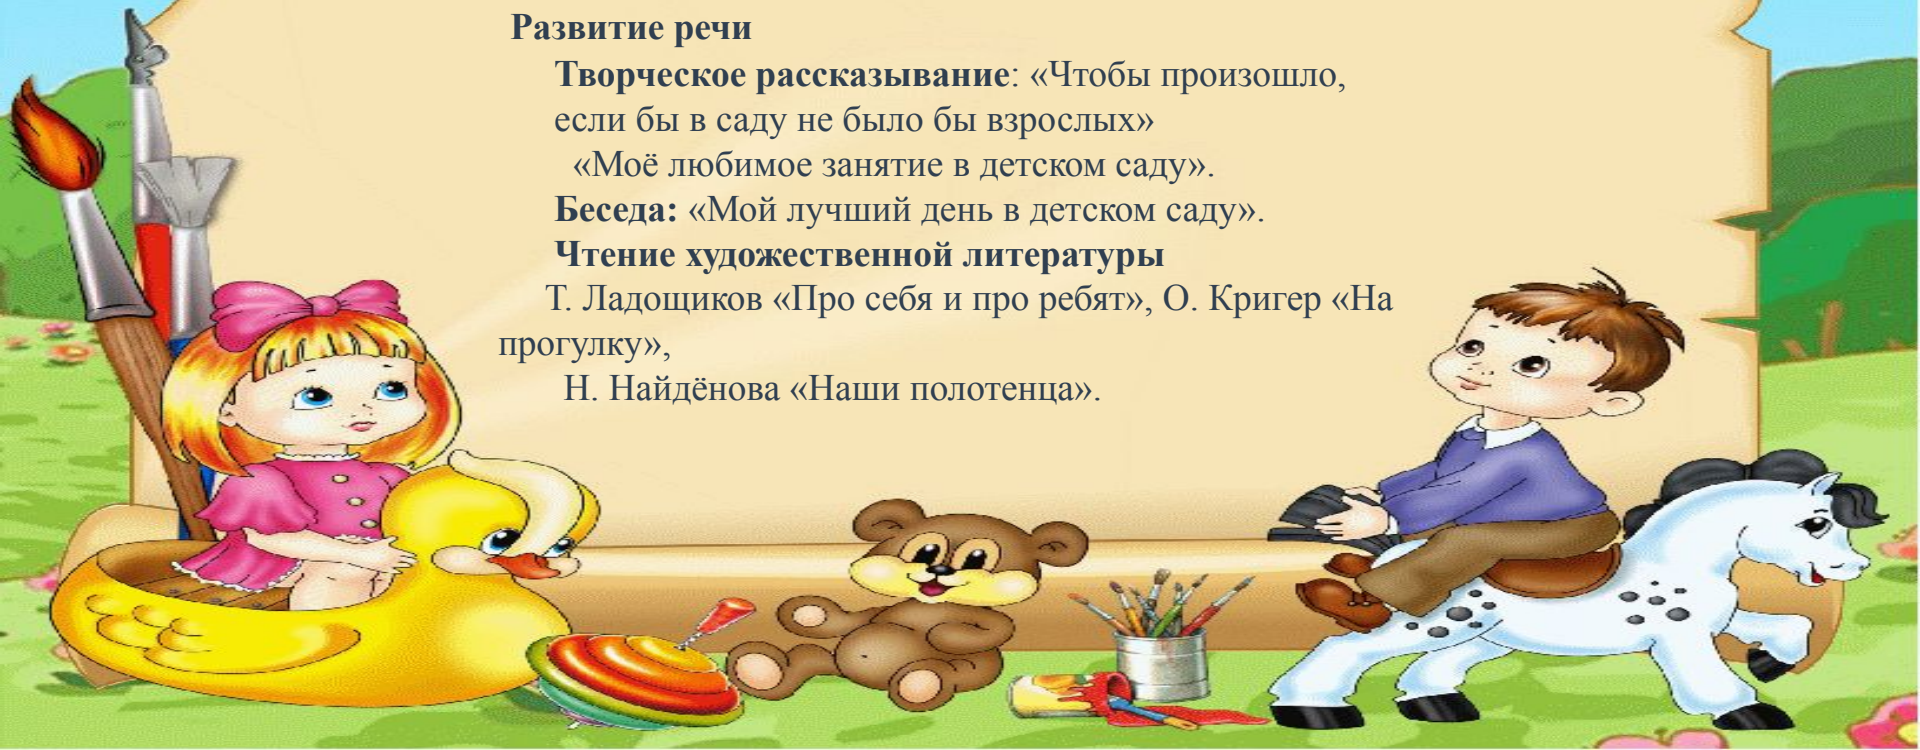 Развитие речи
Творческое рассказывание: «Чтобы произошло,
если бы в саду не было бы взрослых»
«Моё любимое занятие в детском саду».
Беседа: «Мой лучший день в детском саду».
Чтение художественной литературы
Т. Ладощиков «Про себя и про ребят», О. Кригер «На
прогулку»,
Н. Найдёнова «Наши полотенца».